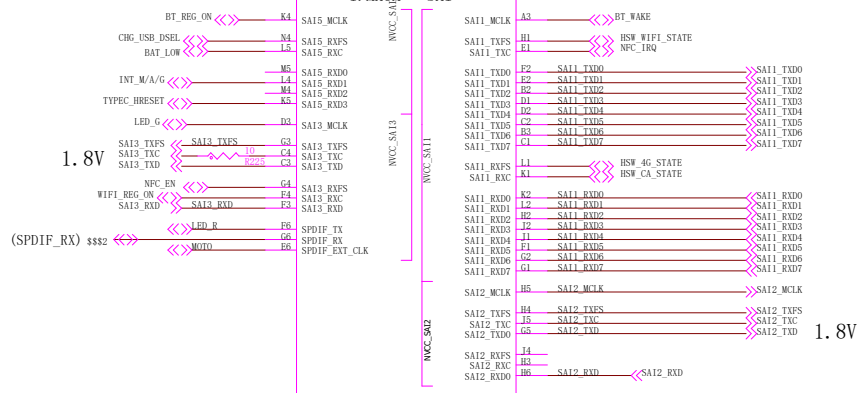 BT_REG_ON K4 SAI5_MCLK
CHG_USB_DSEL N4 SAI5_RXFS
BAT_LOW L5 SAI5_RXC
M5 SAI5_RXD0
INT_M/A/G L4 SAI5_RXD1
M4 SAI5_RXD2
TYPEC_HRESET K5 SAI5_RXD3
LED_G D3 SAI3_MCLK
SAI3_TXFS SAI3_TXFS G3 SAI3_TXFS
1.8V SAI3_TXC 10 C4 SAI3_TXC
SAI3_TXD R225 C3 SAI3_TXD
NFC_EN G4 SAI3_RXFS
WIFI_REG_ON F4 SAI3_RXC
SAI3_RXD SAI3_RXD F3 SAI3_RXD
LED_R F6 SPDIF_TX
(SPDIF_RX) $$$2 G6 SPDIF_RX
MOTO E6 SPDIF_EXT_CLK
NVCC_SAI3
NVCC_SAI1
NVCC_SAI2
SAI1_MCLK A3 BT_WAKE
SAI1_TXFS H1 HSW_WIFI_STATE
SAI1_TXC E1 NFC_IRQ
SAI1_TXD0 F2 SAI1_TXD0 SAI1_TXD0
SAI1_TXD1 E2 SAI1_TXD1 SAI1_TXD1
SAI1_TXD2 B2 SAI1_TXD2 SAI1_TXD2
SAI1_TXD3 D1 SAI1_TXD3 SAI1_TXD3
SAI1_TXD4 D2 SAI1_TXD4 SAI1_TXD4
SAI1_TXD5 C2 SAI1_TXD5 SAI1_TXD5
SAI1_TXD6 B3 SAI1_TXD6 SAI1_TXD6
SAI1_TXD7 C1 SAI1_TXD7 SAI1_TXD7
SAI1_RXFS L1 HSW_4G_STATE
SAI1_RXC K1 HSW_CA_STATE
SAI1_RXD0 K2 SAI1_RXD0 SAI1_RXD0
SAI1_RXD1 L2 SAI1_RXD1 SAI1_RXD1
SAI1_RXD2 H2 SAI1_RXD2 SAI1_RXD2
SAI1_RXD3 J2 SAI1_RXD3 SAI1_RXD3
SAI1_RXD4 J1 SAI1_RXD4 SAI1_RXD4
SAI1_RXD5 F1 SAI1_RXD5 SAI1_RXD5
SAI1_RXD6 G2 SAI1_RXD6 SAI1_RXD6
SAI1_RXD7 G1 SAI1_RXD7 SAI1_RXD7
SAI2_MCLK H5 SAI2_MCLK SAI2_MCLK
SAI2_TXFS H4 SAI2_TXFS SAI2_TXFS
SAI2_TXC J5 SAI2_TXC SAI2_TXC
SAI2_TXD0 G5 SAI2_TXD SAI2_TXD 1.8V
SAI2_RXFS J4
SAI2_RXC H3
SAI2_RXD0 H6 SAI2_RXD SAI2_RXD